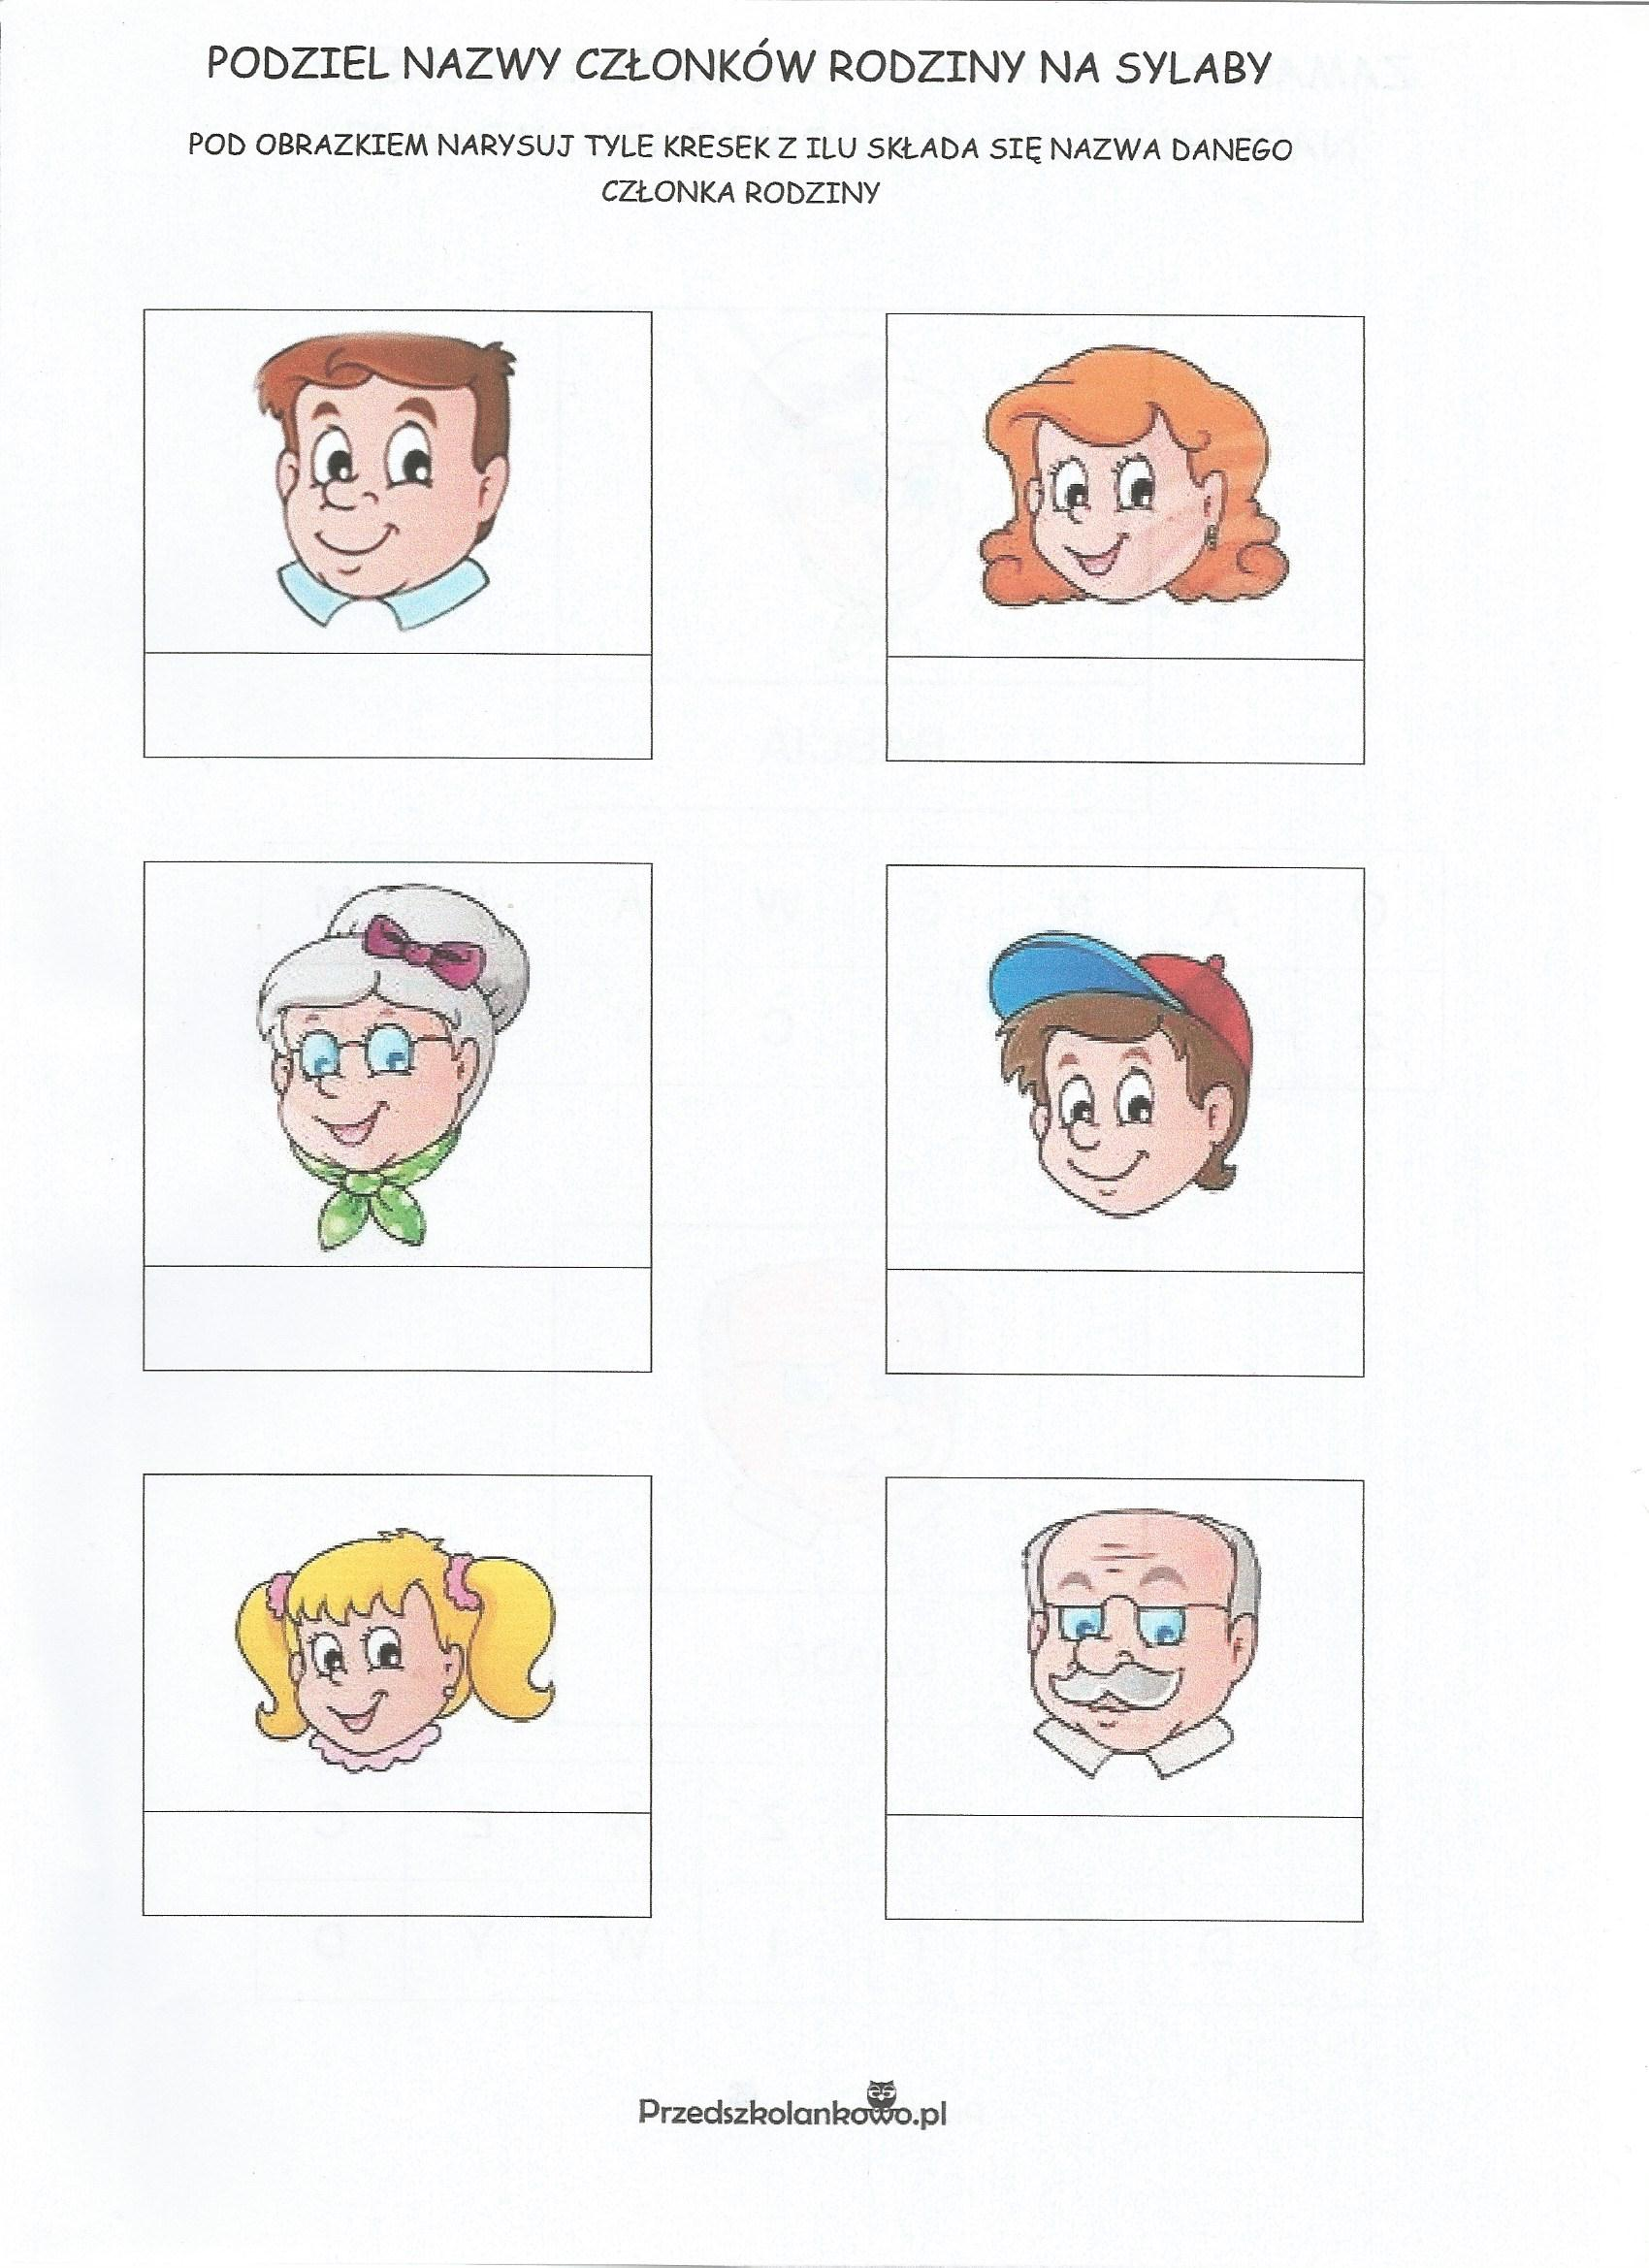 PODZIEL NAZWY CZŁONKÓW RODZINY NA SYLABY
POD OBRAZKIEM NARYSUJ TYLE KRESEK Z ILU SKŁADA SIĘ NAZWA DANEGO
CZŁONKA RODZINY
Przedszkolankowo.pl